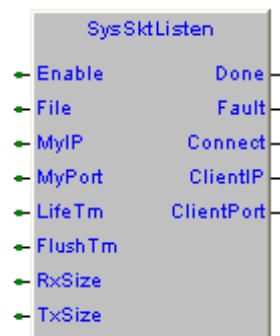 SysSktListen
Enable Done
File Fault
MyIP Connect
MyPort ClientIP
LifeTm ClientPort
FlushTm
RxSize
TxSize